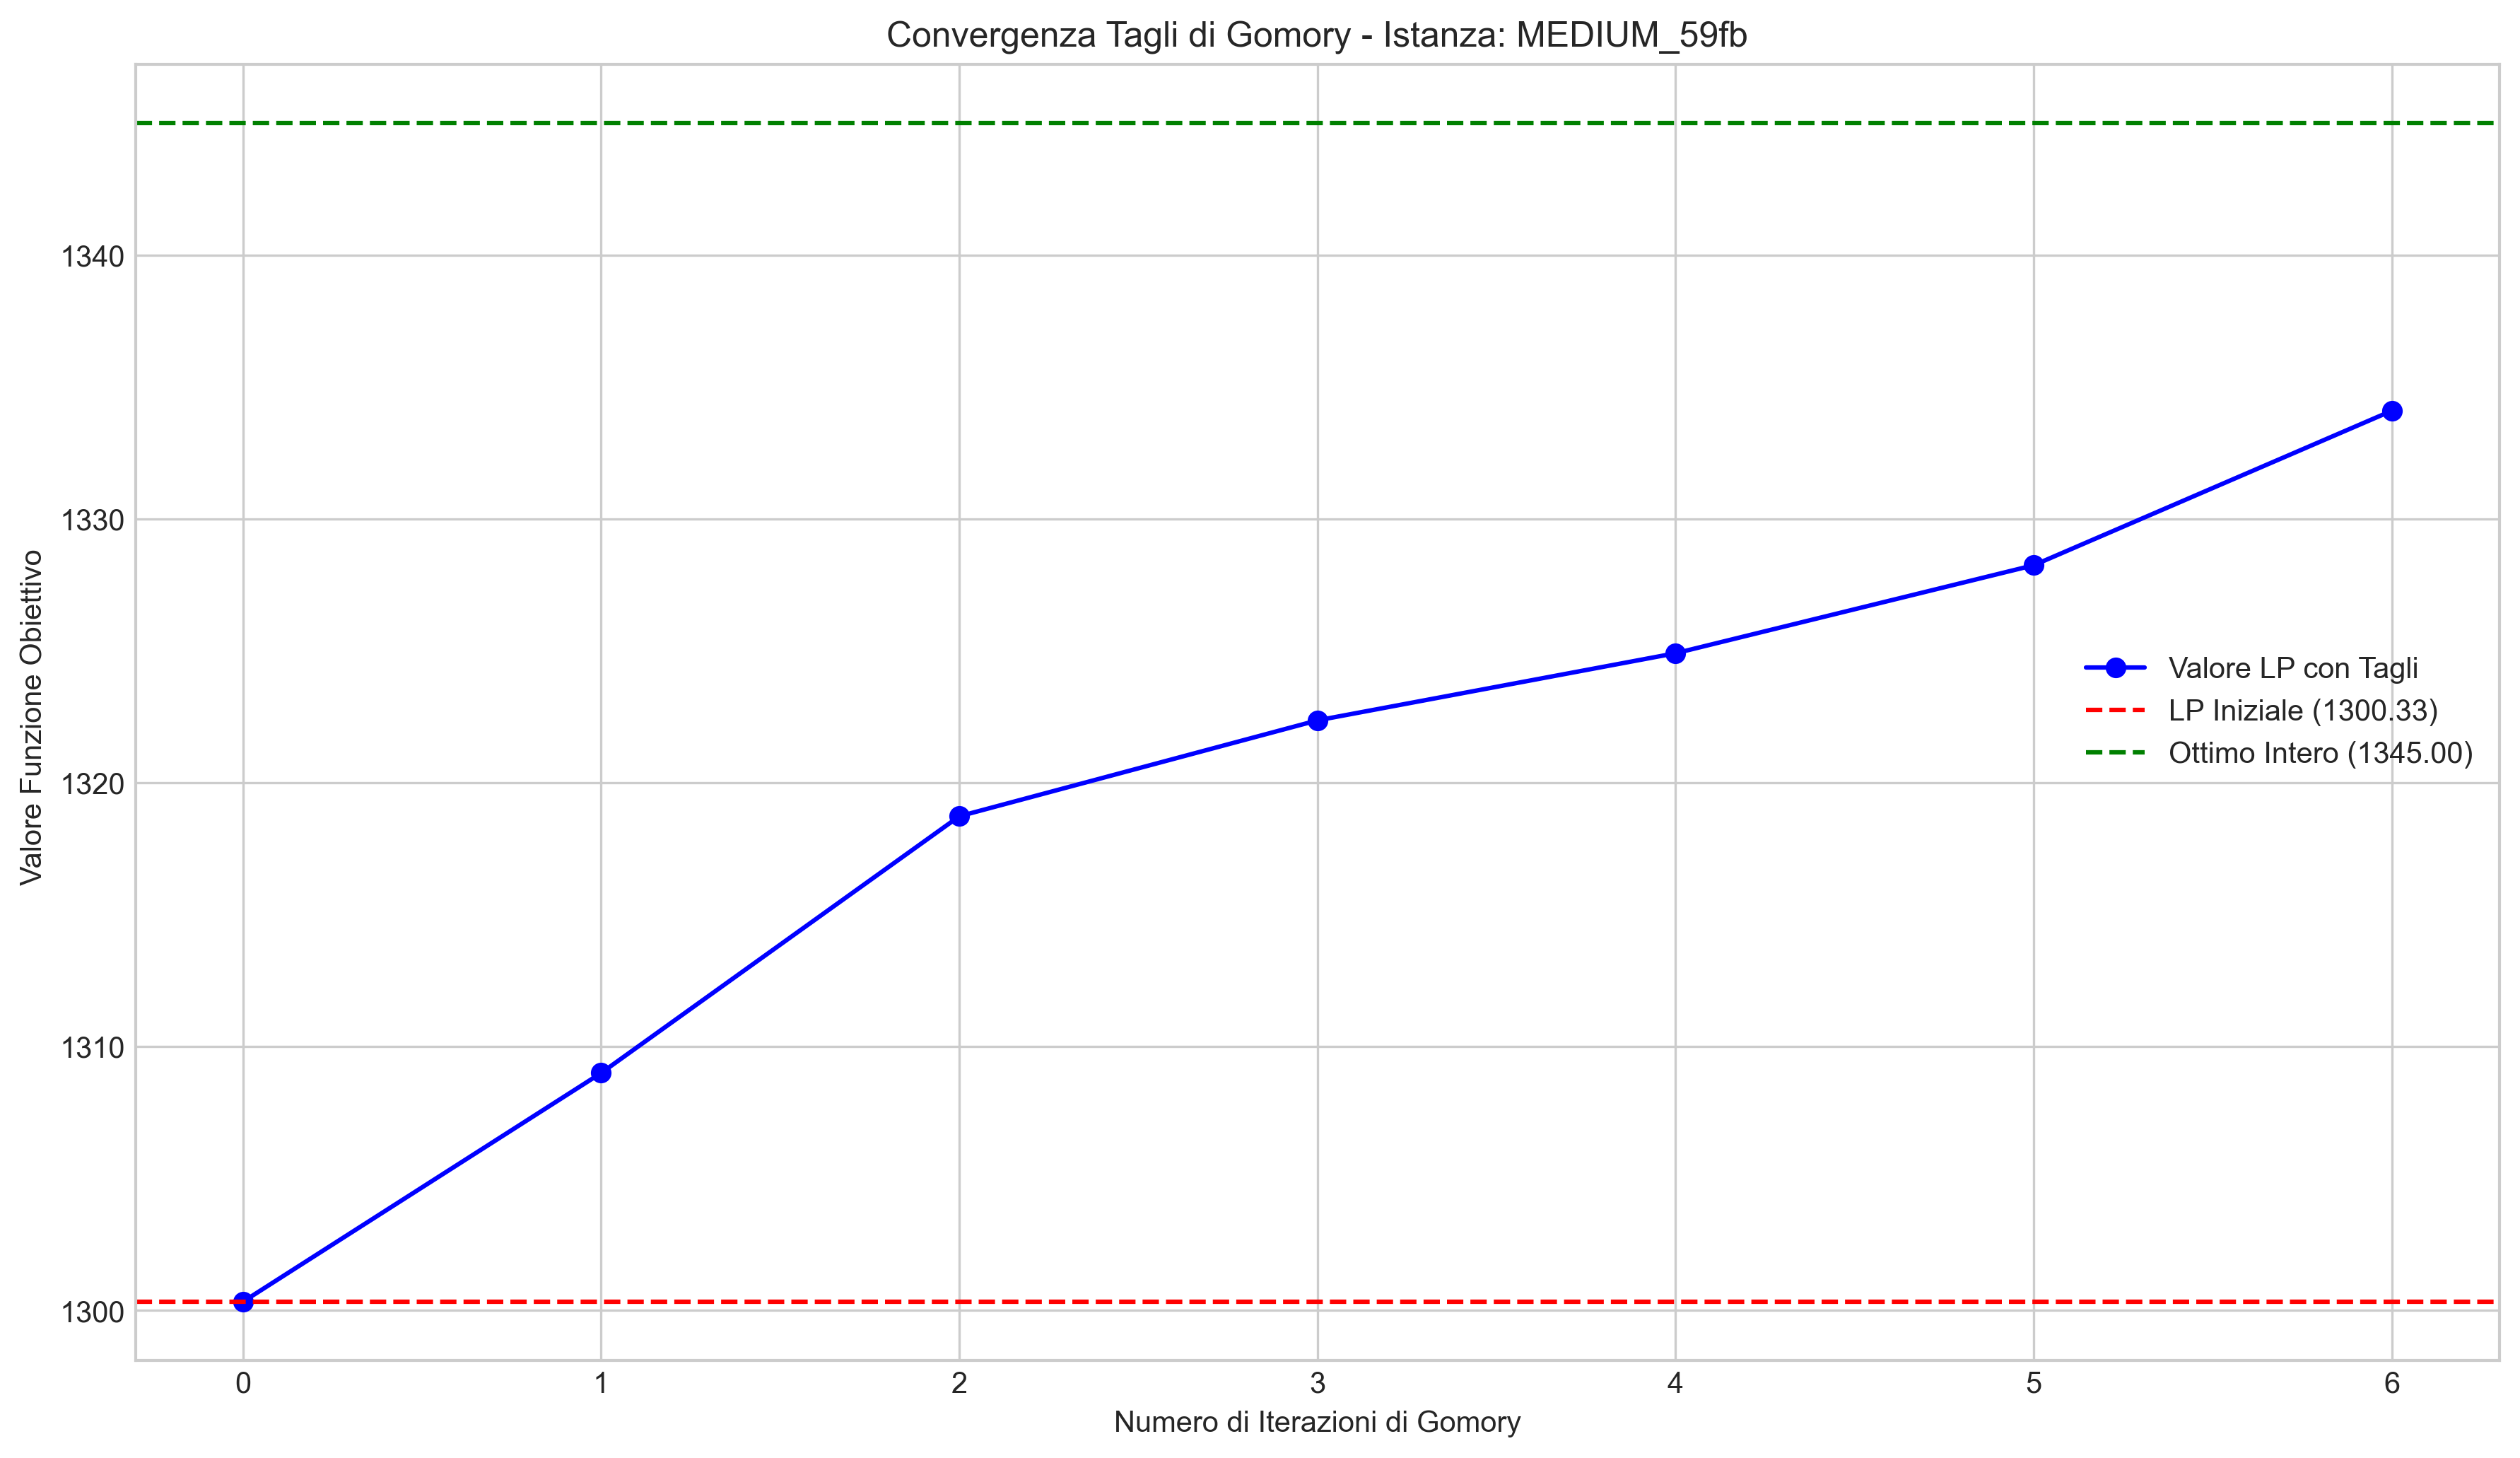 Convergenza Tagli di Gomory - Istanza: MEDIUM_59fb
Valore Funzione Obiettivo
1340
1330
1320
1310
1300
Valore LP con Tagli
LP Iniziale (1300.33)
Ottimo Intero (1345.00)
0 1 2 3 4 5 6
Numero di Iterazioni di Gomory